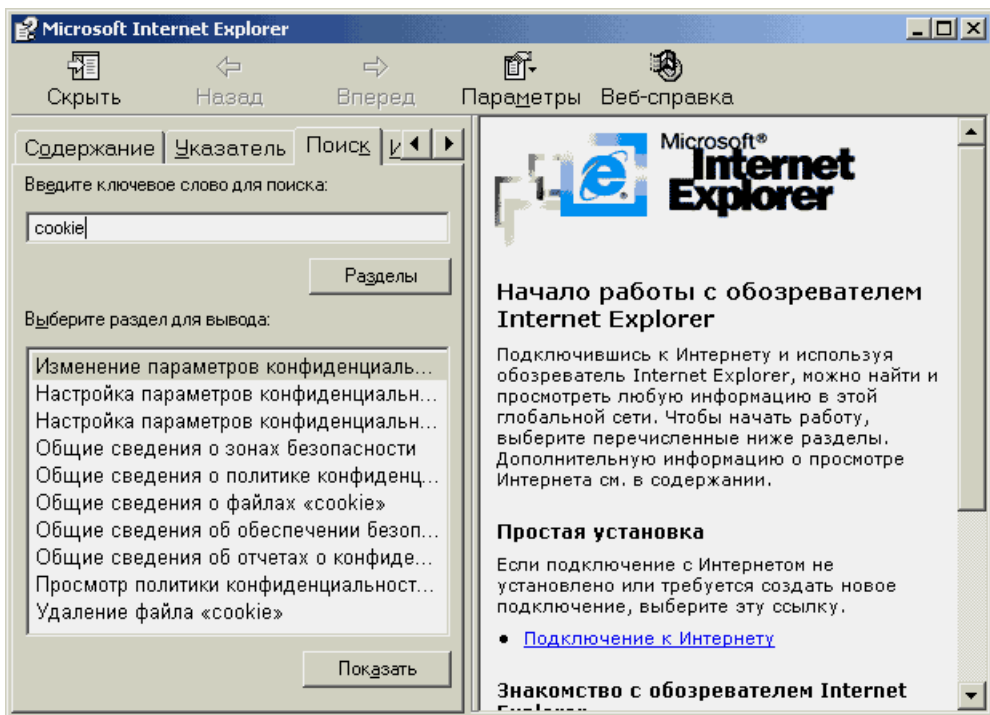 Microsoft Internet Explorer
Скрыть
Назад
Вперед
Параметры
Веб-справка
Содержание
Указатель
Поиск
Введите ключевое слово для поиска:
cookie
Разделы
Выберите раздел для вывода:
Изменение параметров конфиденциаль...
Настройка параметров конфиденциальн...
Настройка параметров конфиденциальн...
Общие сведения о зонах безопасности
Общие сведения о политике конфиденц...
Общие сведения о файлах «cookie»
Общие сведения об обеспечении безоп...
Общие сведения об отчетах о конфиде...
Просмотр политики конфиденциальност...
Удаление файла «cookie»
Показать
Microsoft®
Internet
Explorer
Начало работы с обозревателем
Internet Explorer
Подключившись к Интернету и используя
обозреватель Internet Explorer, можно найти и
просмотреть любую информацию в этой
глобальной сети. Чтобы начать работу,
выберите перечисленные ниже разделы.
Дополнительную информацию о просмотре
Интернета см. в содержании.
Простая установка
Если подключение с Интернетом не
установлено или требуется создать новое
подключение, выберите эту ссылку.
• Подключение к Интернету
Знакомство с обозревателем Internet